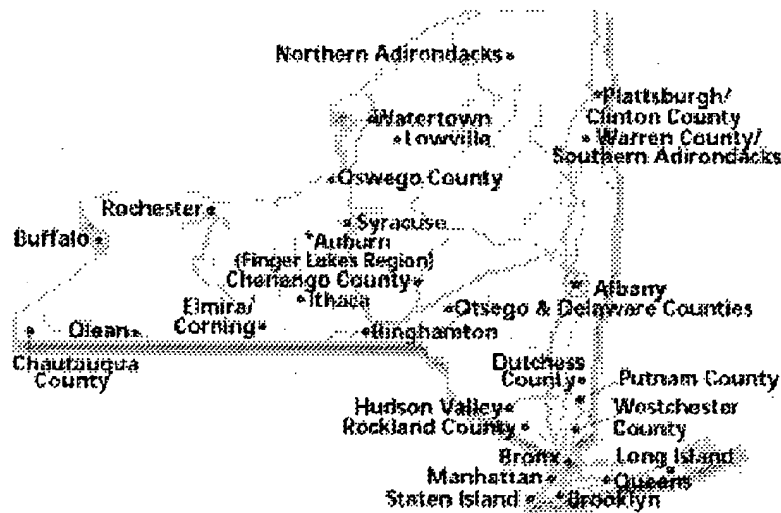 Northern Adirondacks
Plattsburgh/
Clinton County
Watertown
Lowville
Warren County/
Southern Adirondacks
Oswego County
Rochester
Syracuse
Buffalo
Auburn
(Finger Lakes Region)
Chenango County
Albany
Ithaca
Elmira/
Corning
Otsego & Delaware Counties
Olean
Binghamton
Chautauqua
County
Dutchess
County
Putnam County
Hudson Valley
Westchester
County
Rockland County
Bronx
Long Island
Manhattan
Queens
Staten Island
Brooklyn